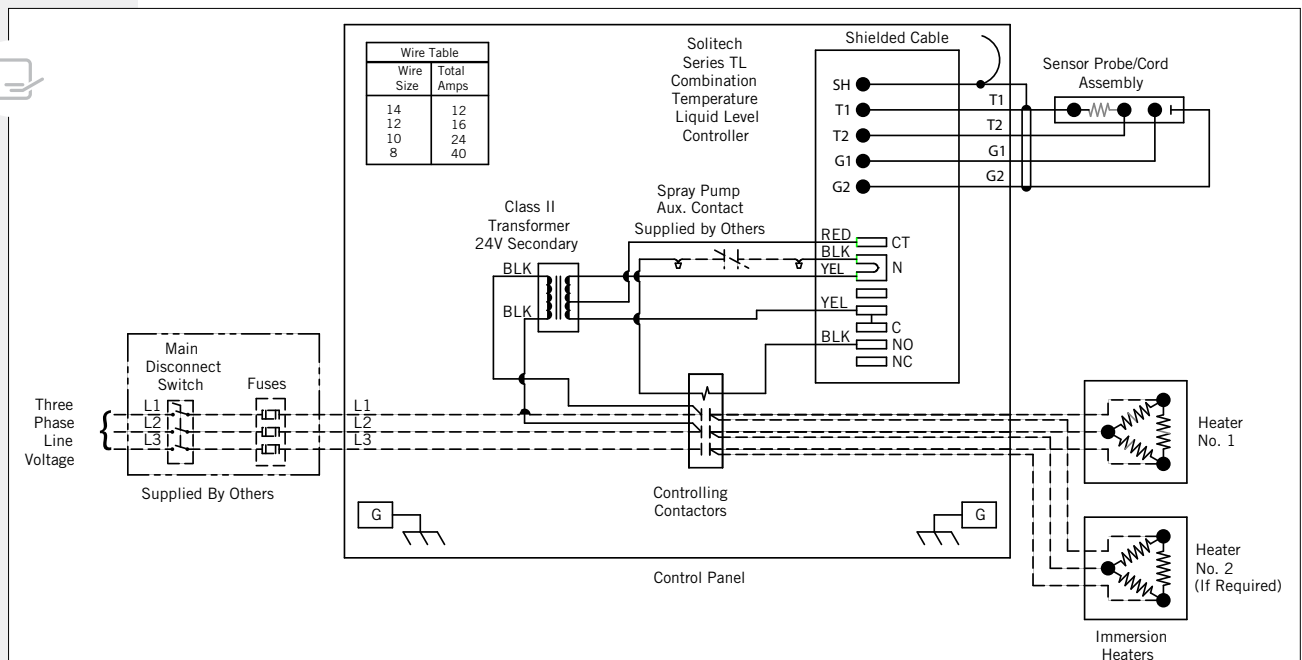 Wire Table
Wire Size
Total Amps
14 12
12 16
10 24
8 40
Solitech
Series TL
Combination
Temperature
Liquid Level
Controller
Shielded Cable
SH
T1
T2
G1
G2
T1
T2
G1
G2
Sensor Probe/Cord
Assembly
Spray Pump
Aux. Contact
Supplied by Others
Class II
Transformer
24V Secondary
BLK
BLK
RED
BLK
YEL
YEL
BLK
CT
N
C
NO
NC
Main
Disconnect
Switch
Fuses
Three
Phase
Line
Voltage
L1
L2
L3
L1
L2
L3
Supplied By Others
Controlling
Contactors
G
G
Control Panel
Heater
No. 1
Heater
No. 2
(If Required)
Immersion
Heaters